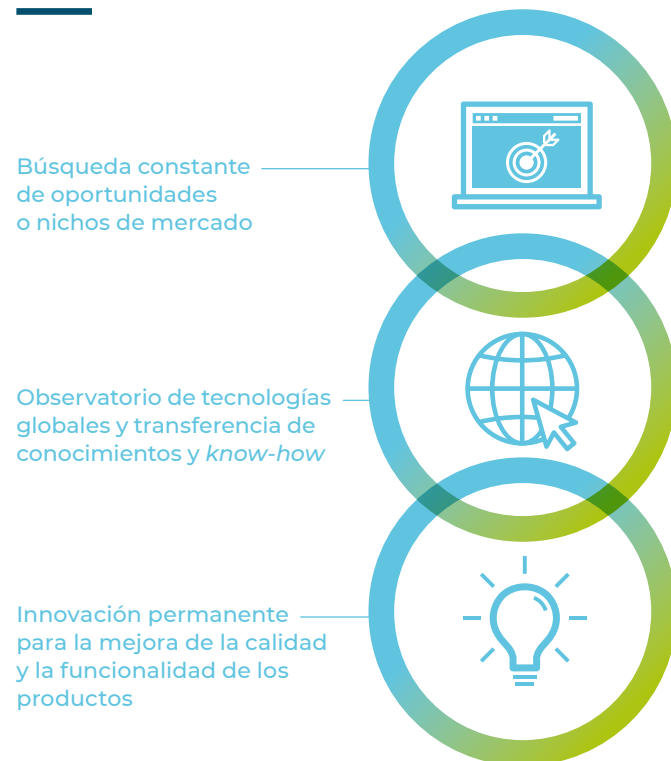 Búsqueda constante
de oportunidades
o nichos de mercado
Observatorio de tecnologías
globales y transferencia de
conocimientos y know-how
Innovación permanente
para la mejora de la calidad
y la funcionalidad de los
productos